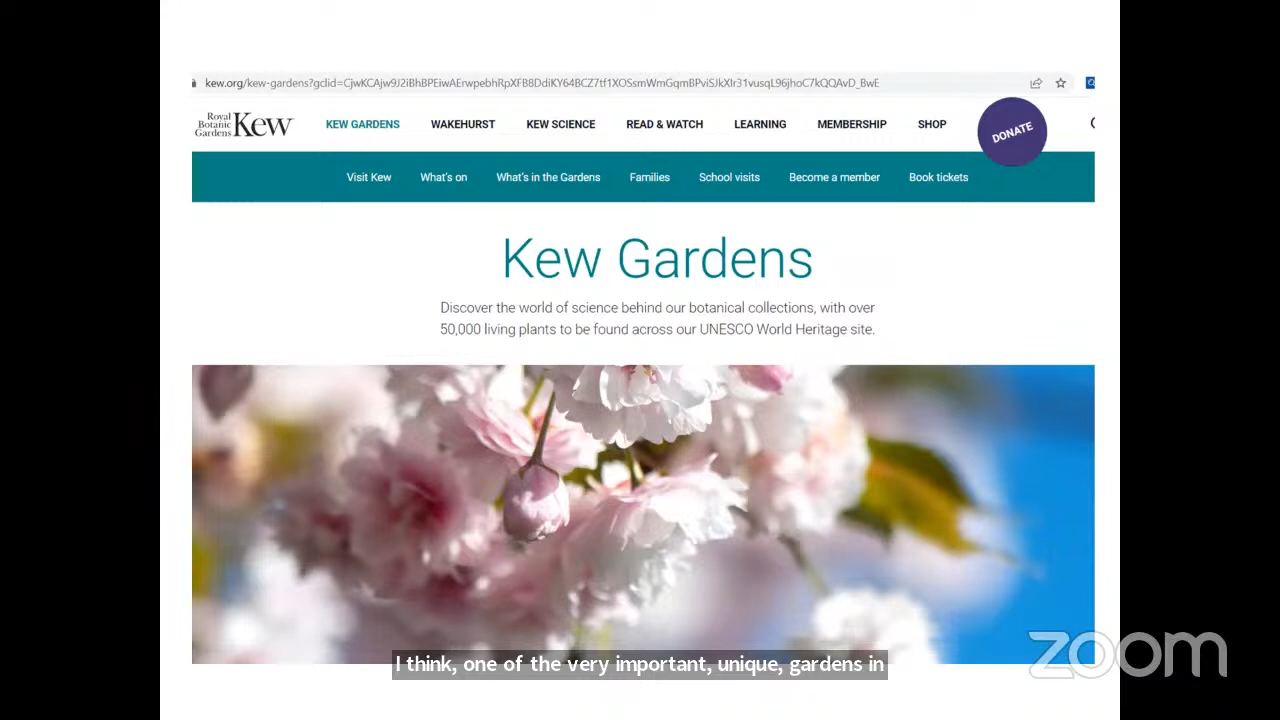 kew.org/kew-gardens?gclid=CjwKCAjw9J2iBhBPEiwAErwpebhRpXFB8DdiKY64BCZ7tf1XOSsmWmGqmBPviSJkXIr31vusqL96jhoC7kQQAvD_BwE
Royal
Botanic
Gardens Kew
KEW GARDENS WAKEHURST KEW SCIENCE READ & WATCH LEARNING MEMBERSHIP SHOP DONATE
Visit Kew What's on What's in the Gardens Families School visits Become a member Book tickets
Kew Gardens
Discover the world of science behind our botanical collections, with over
50,000 living plants to be found across our UNESCO World Heritage site.
zoom
I think, one of the very important, unique, gardens in